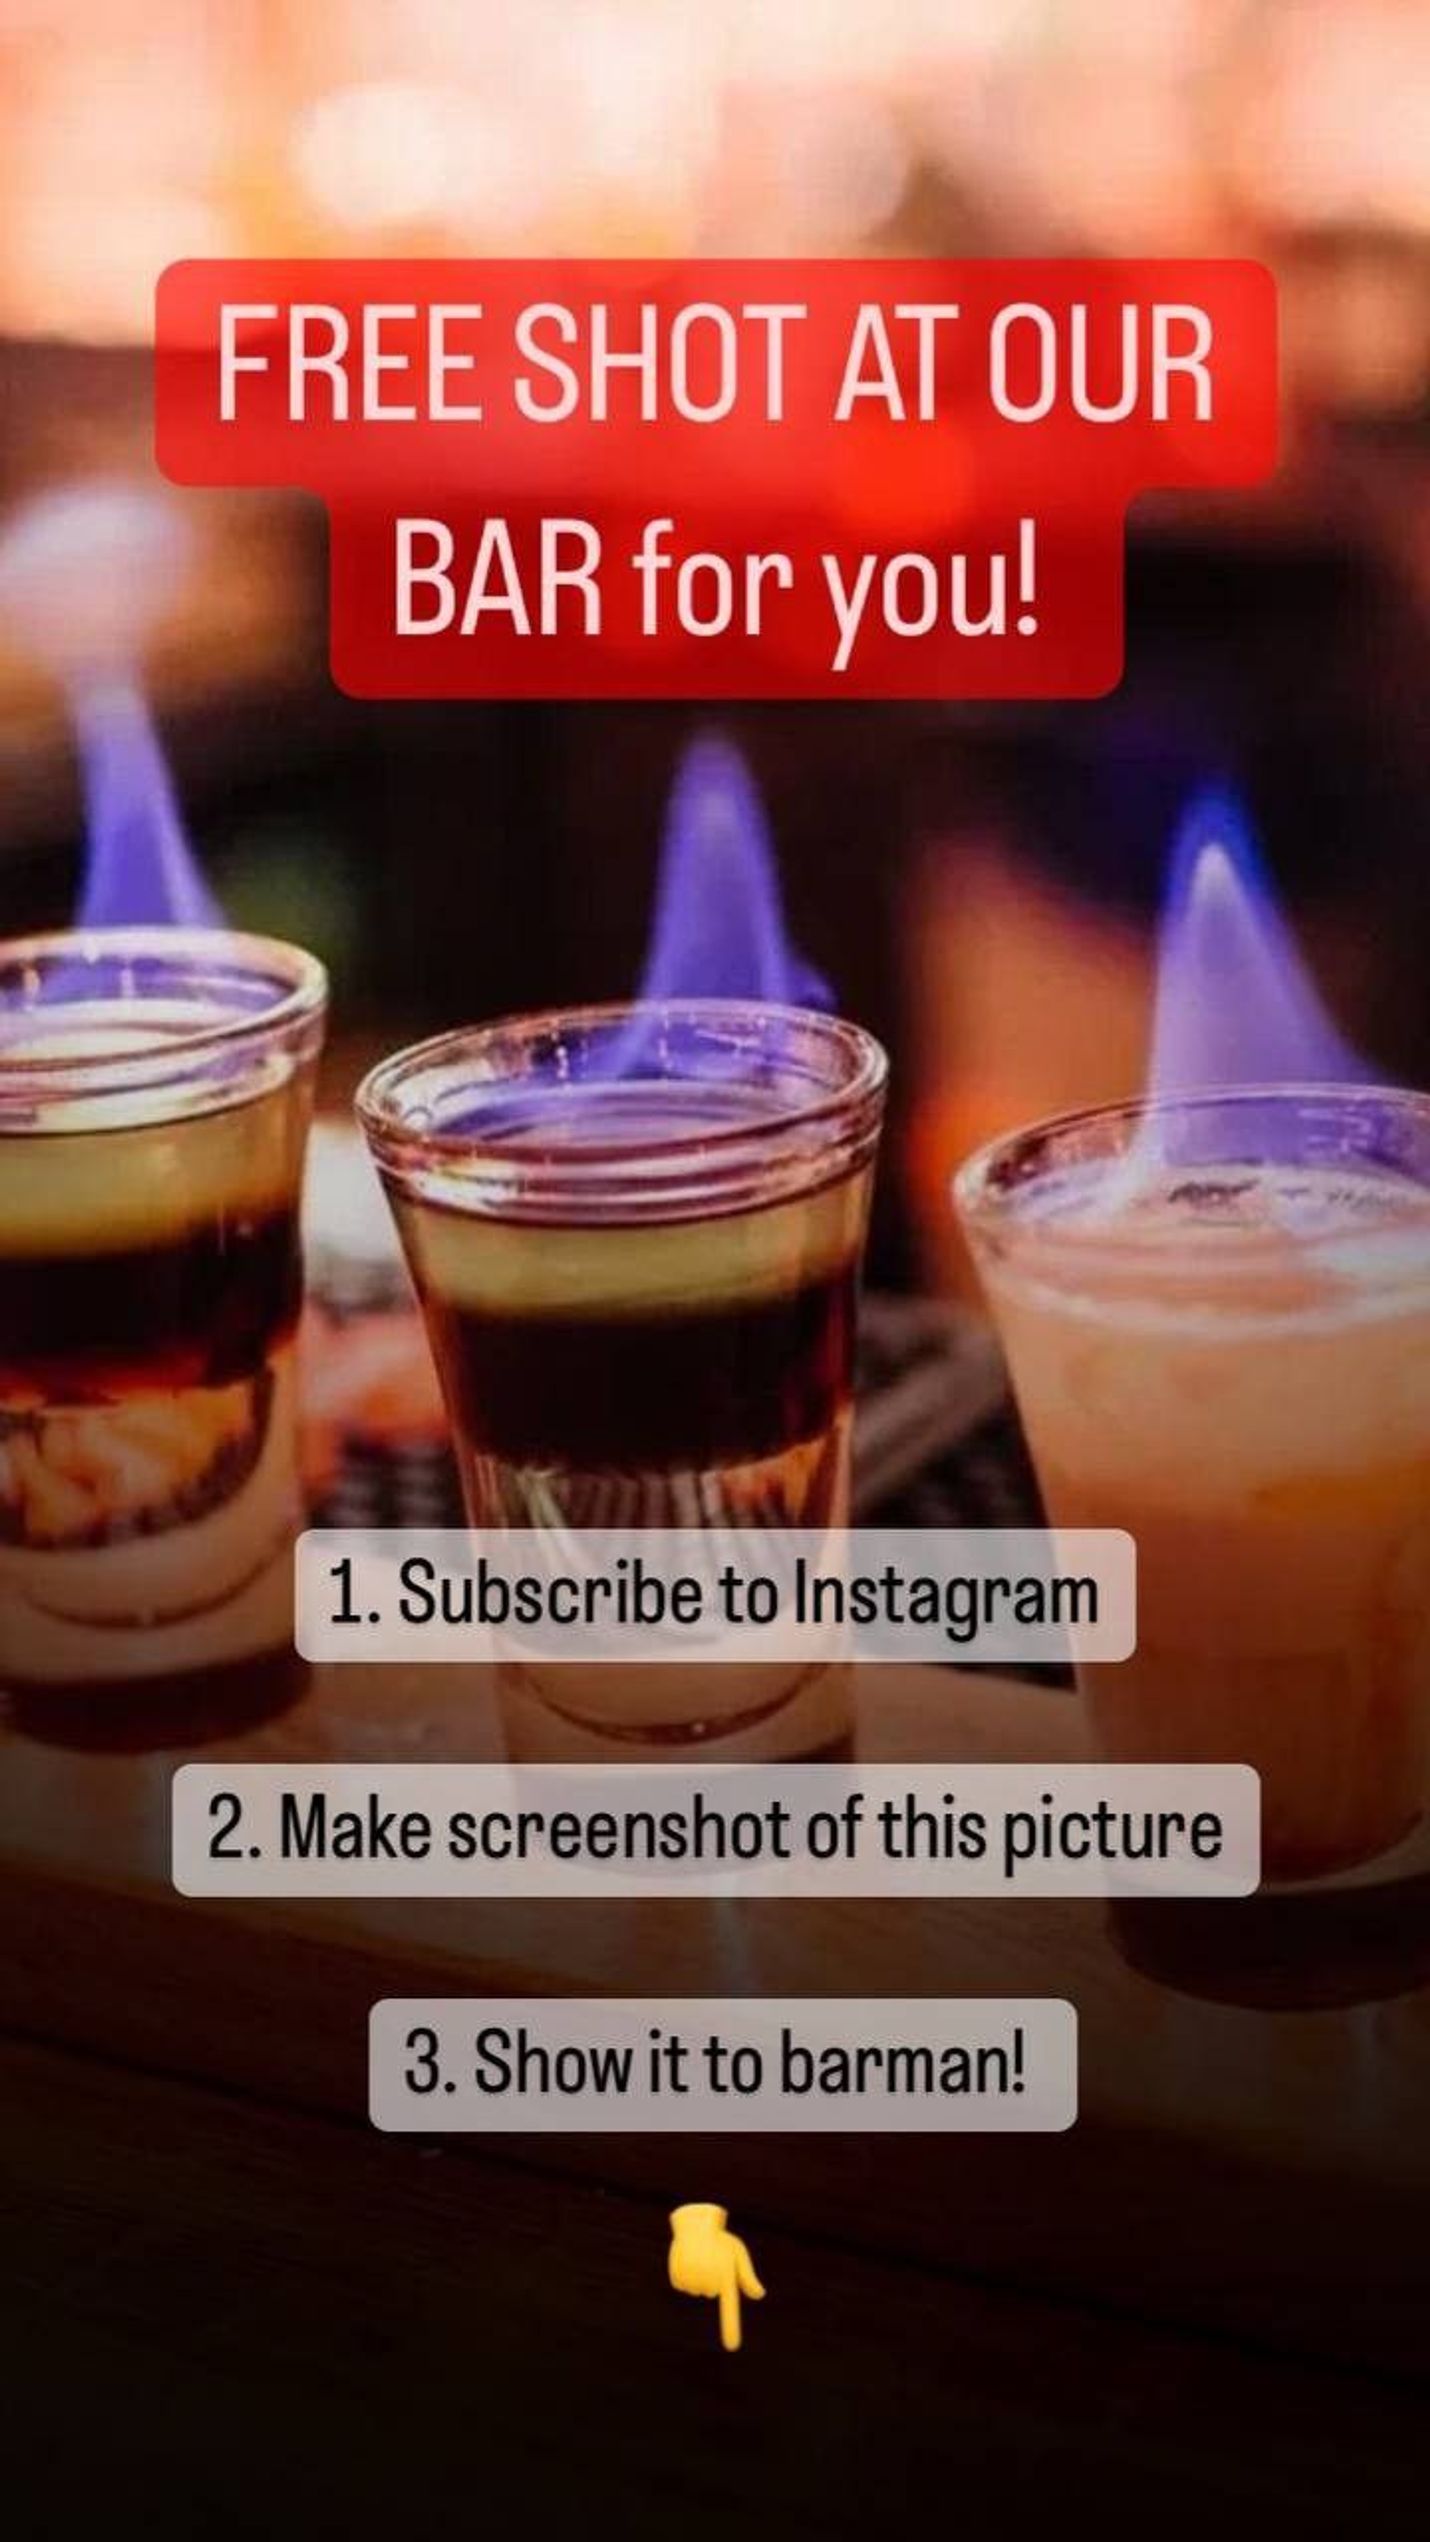 FREE SHOT AT OUR
BAR for you!
1. Subscribe to Instagram
2. Make screenshot of this picture
3. Show it to barman!